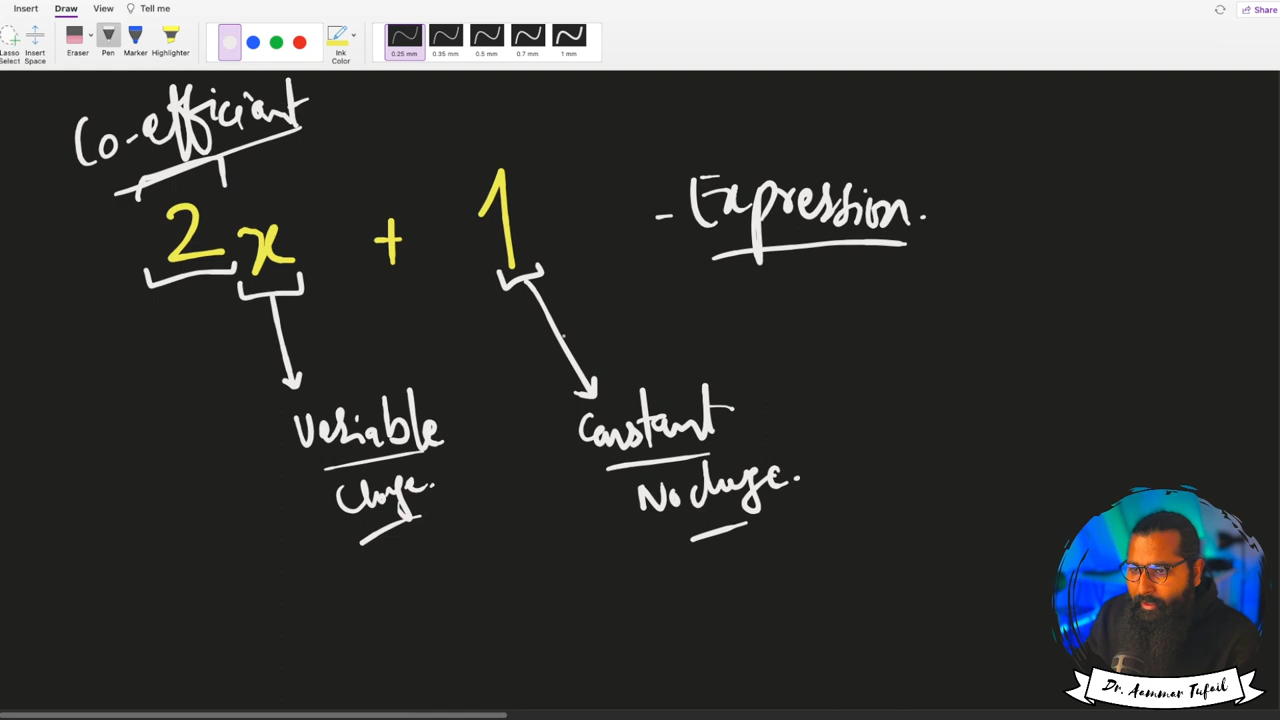 Insert Draw View Tell me
Share
Lasso Select
Insert Space
Eraser
Pen
Marker
Highlighter
Ink Color
0.25 mm
0.35 mm
0.5 mm
0.7 mm
1 mm
Co-efficient
2x + 1
- Expression.
Variable
Change.
Constant
No change.
Dr. Aammar Tufail